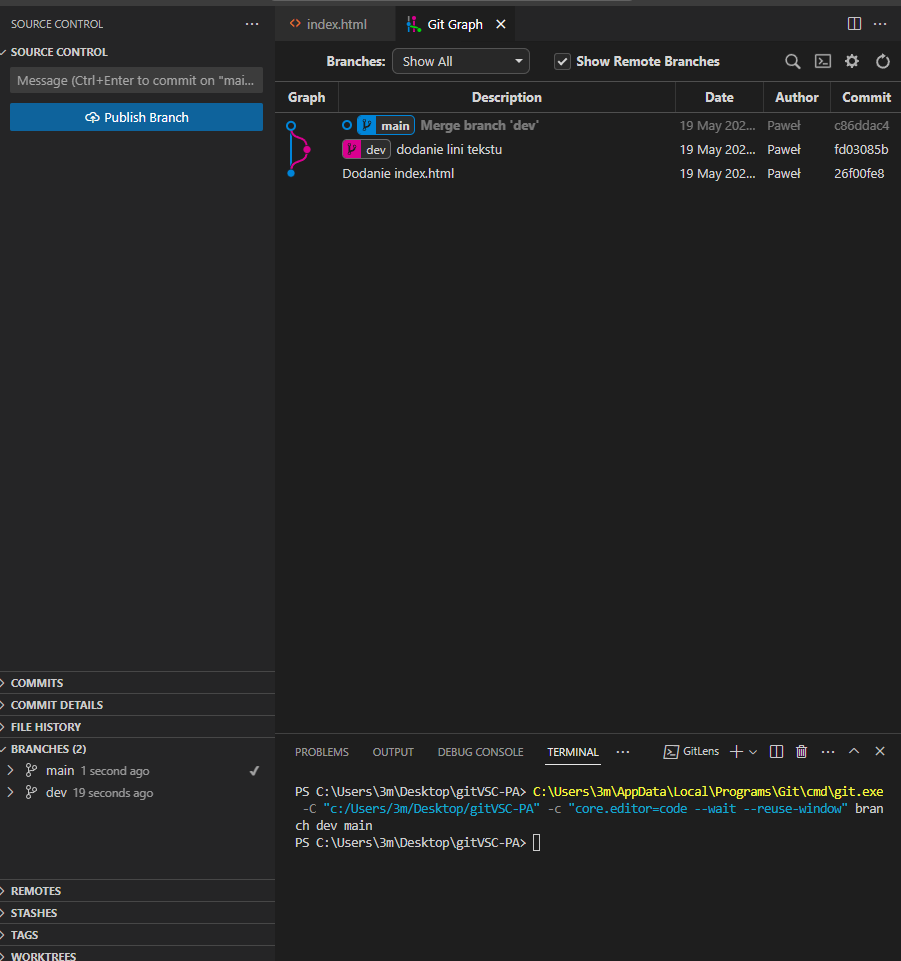 SOURCE CONTROL
SOURCE CONTROL
Message (Ctrl+Enter to commit on "mai...
Publish Branch
COMMITS
COMMIT DETAILS
FILE HISTORY
BRANCHES (2)
main 1 second ago
dev 19 seconds ago
REMOTES
STASHES
TAGS
WORKTREES
index.html Git Graph
Branches: Show All Show Remote Branches
Graph Description Date Author Commit
main Merge branch 'dev' 19 May 202... Paweł c86ddac4
dev dodanie lini tekstu 19 May 202... Paweł fd03085b
Dodanie index.html 19 May 202... Paweł 26f00fe8
PROBLEMS OUTPUT DEBUG CONSOLE TERMINAL ... GitLens
PS C:\Users\3m\Desktop\gitVSC-PA> C:\Users\3m\AppData\Local\Programs\Git\cmd\git.exe
-C "c:/Users/3m/Desktop/gitVSC-PA" -c "core.editor=code --wait --reuse-window" bran
ch dev main
PS C:\Users\3m\Desktop\gitVSC-PA>